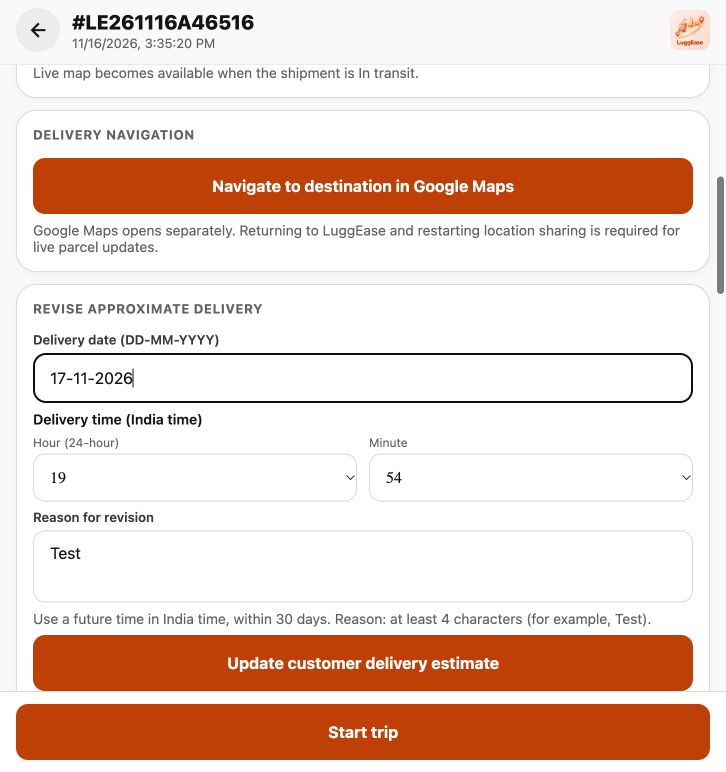 #LE261116A46516
11/16/2026, 3:35:20 PM
LuggEase
Live map becomes available when the shipment is In transit.
DELIVERY NAVIGATION
Navigate to destination in Google Maps
Google Maps opens separately. Returning to LuggEase and restarting location sharing is required for
live parcel updates.
REVISE APPROXIMATE DELIVERY
Delivery date (DD-MM-YYYY)
17-11-2026
Delivery time (India time)
Hour (24-hour)
Minute
19
54
Reason for revision
Test
Use a future time in India time, within 30 days. Reason: at least 4 characters (for example, Test).
Update customer delivery estimate
Start trip